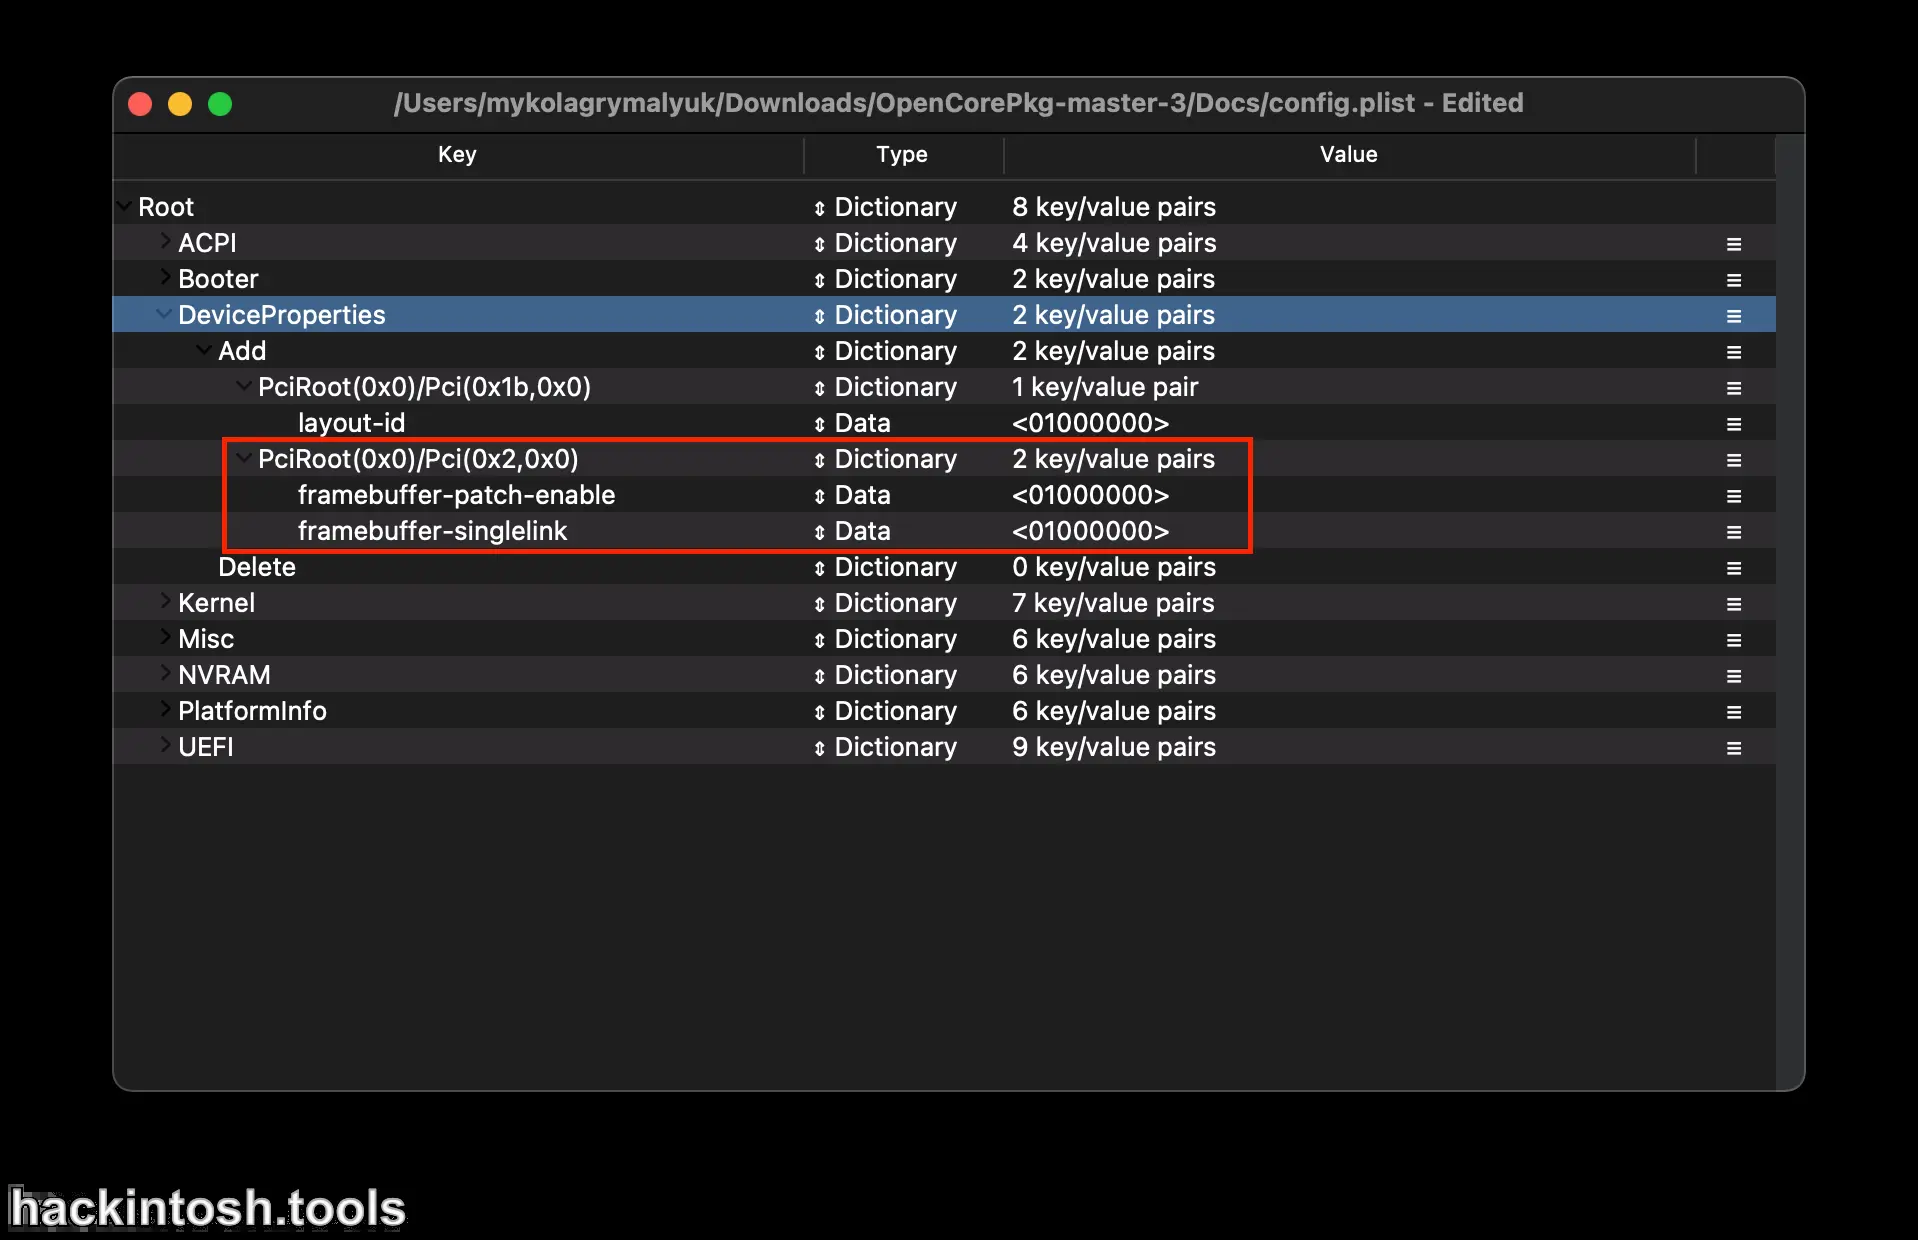 /Users/mykolagrymalyuk/Downloads/OpenCorePkg-master-3/Docs/config.plist - Edited
Key Type Value
Root Dictionary 8 key/value pairs
ACPI Dictionary 4 key/value pairs
Booter Dictionary 2 key/value pairs
DeviceProperties Dictionary 2 key/value pairs
Add Dictionary 2 key/value pairs
PciRoot(0x0)/Pci(0x1b,0x0) Dictionary 1 key/value pair
layout-id Data <01000000>
PciRoot(0x0)/Pci(0x2,0x0) Dictionary 2 key/value pairs
framebuffer-patch-enable Data <01000000>
framebuffer-singlelink Data <01000000>
Delete Dictionary 0 key/value pairs
Kernel Dictionary 7 key/value pairs
Misc Dictionary 6 key/value pairs
NVRAM Dictionary 6 key/value pairs
PlatformInfo Dictionary 6 key/value pairs
UEFI Dictionary 9 key/value pairs
hackintosh.tools